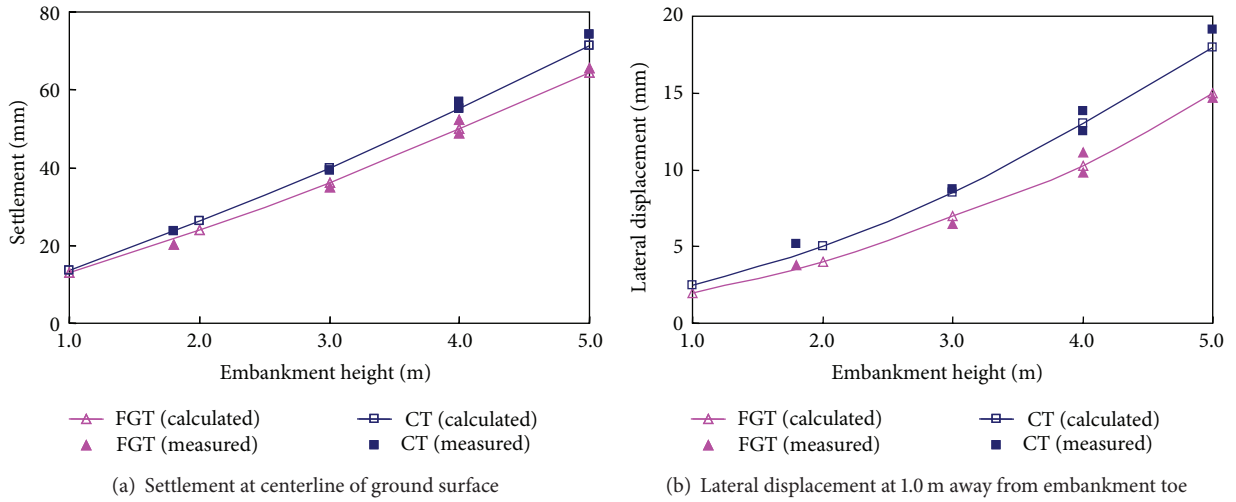 80
60
40
20
0
Settlement (mm)
1.0 2.0 3.0 4.0 5.0
Embankment height (m)
FGT (calculated)
FGT (measured)
CT (calculated)
CT (measured)
(a) Settlement at centerline of ground surface
20
15
10
5
0
Lateral displacement (mm)
1.0 2.0 3.0 4.0 5.0
Embankment height (m)
FGT (calculated)
FGT (measured)
CT (calculated)
CT (measured)
(b) Lateral displacement at 1.0 m away from embankment toe